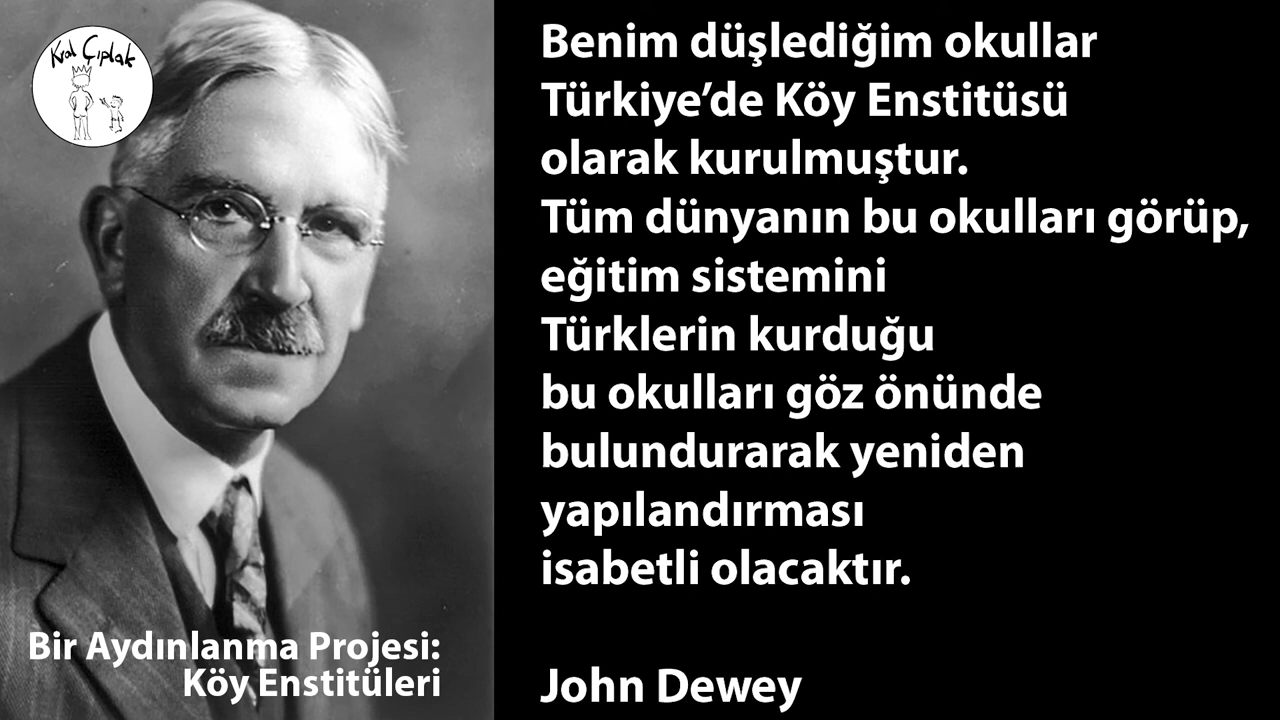 Kral Çıplak
Benim düşlediğim okullar
Türkiye’de Köy Enstitüsü
olarak kurulmuştur.
Tüm dünyanın bu okulları görüp,
eğitim sistemini
Türklerin kurduğu
bu okulları göz önünde
bulundurarak yeniden
yapılandırması
isabetli olacaktır.
John Dewey
Bir Aydınlanma Projesi:
Köy Enstitüleri